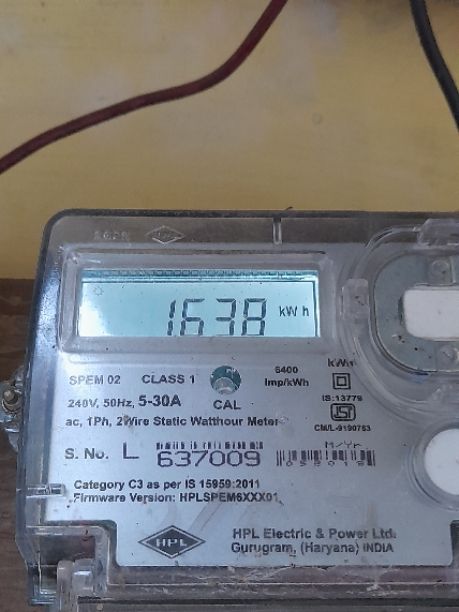 1638 kWh
SPEM 02 CLASS 1 6400 imp/kWh kWh
240V, 50Hz, 5-30A CAL IS:13779
ac, 1Ph, 2Wire Static Watthour Meter CM/L-9190753
S. No. L 637009
Category C3 as per IS 15959:2011
Firmware Version: HPLSPEM6XXX01
HPL
HPL Electric & Power Ltd.
Gurugram, (Haryana) INDIA